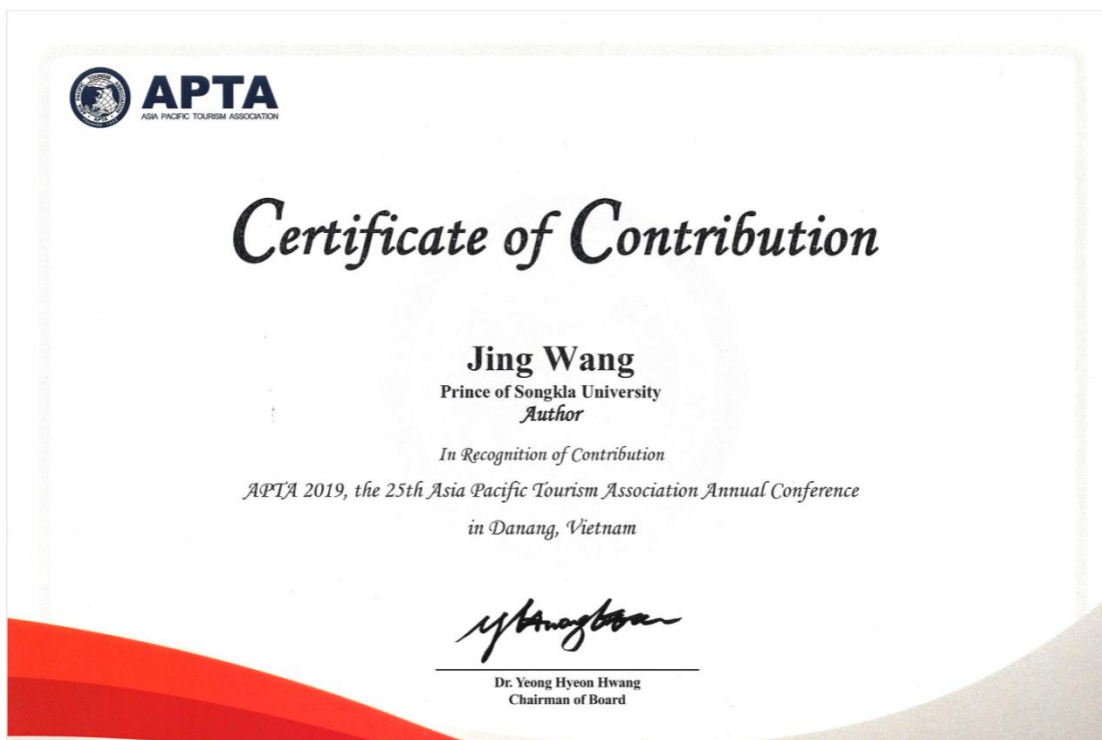 APTA
ASIA PACIFIC TOURISM ASSOCIATION
Certificate of Contribution
Jing Wang
Prince of Songkla University
Author
In Recognition of Contribution
APTA 2019, the 25th Asia Pacific Tourism Association Annual Conference
in Danang, Vietnam
Dr. Yeong Hyeon Hwang
Chairman of Board